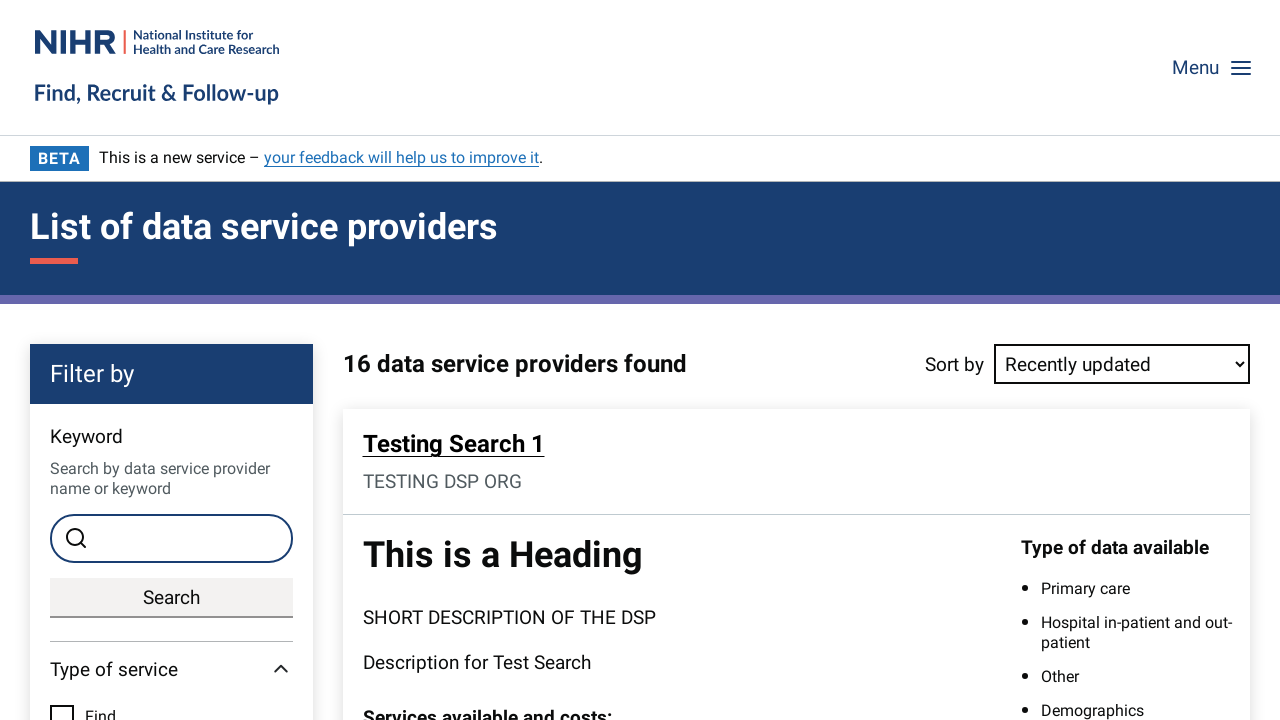 NIHR | National Institute for
Health and Care Research
Find, Recruit & Follow-up
Menu
BETA This is a new service – your feedback will help us to improve it.
List of data service providers
Filter by
Keyword
Search by data service provider
name or keyword
Search
Type of service
Find
16 data service providers found
Sort by Recently updated
Testing Search 1
TESTING DSP ORG
This is a Heading
SHORT DESCRIPTION OF THE DSP
Description for Test Search
Services available and costs:
Type of data available
Primary care
Hospital in-patient and out-
patient
Other
Demographics